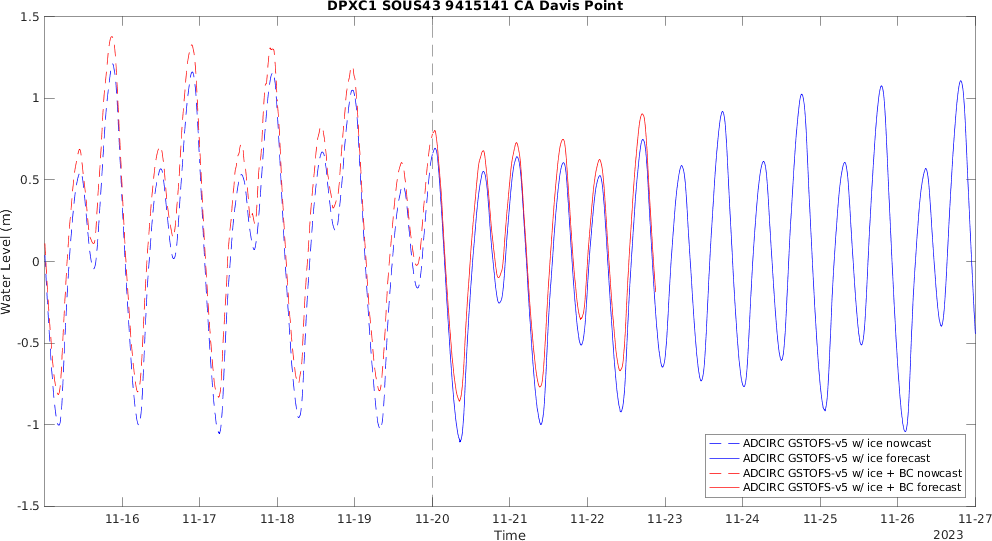 DPXC1 SOUS43 9415141 CA Davis Point
Water Level (m)
1.5
1
0.5
0
-0.5
-1
-1.5
11-16 11-17 11-18 11-19 11-20 11-21 11-22 11-23 11-24 11-25 11-26 11-27
Time
2023
ADCIRC GSTOFS-v5 w/ ice nowcast
ADCIRC GSTOFS-v5 w/ ice forecast
ADCIRC GSTOFS-v5 w/ ice + BC nowcast
ADCIRC GSTOFS-v5 w/ ice + BC forecast